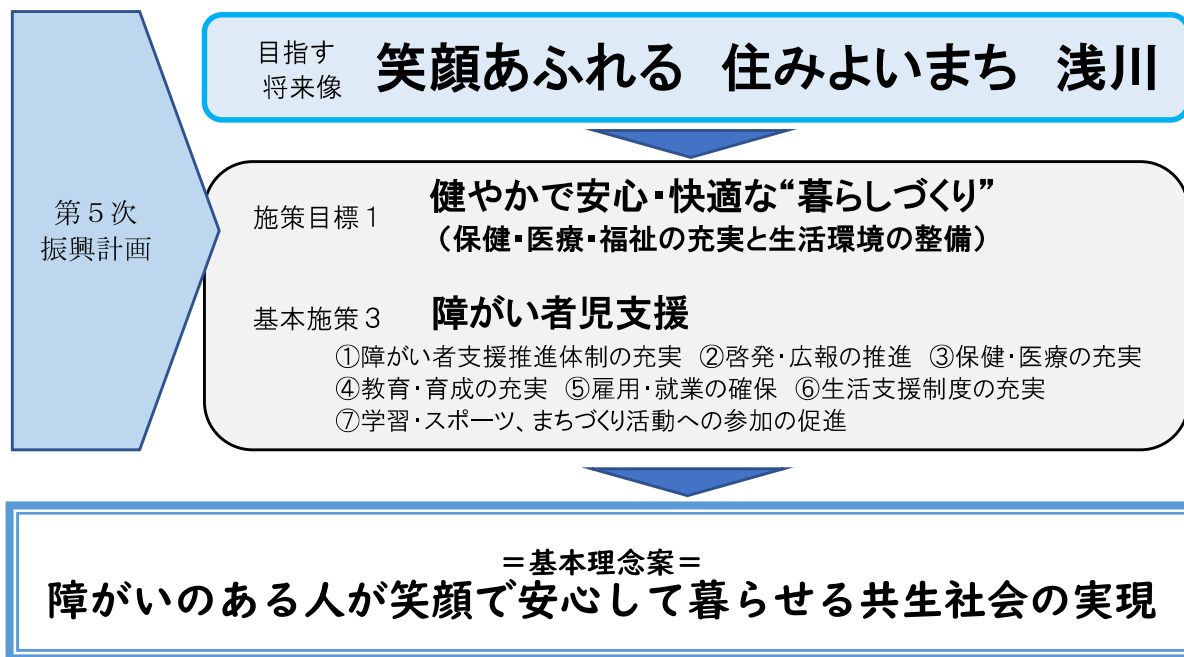 目指す
将来像
笑顔あふれる　住みよいまち　浅川
第５次
振興計画
施策目標１
健やかで安心・快適な“暮らしづくり”
（保健・医療・福祉の充実と生活環境の整備）
基本施策３
障がい者児支援
①障がい者支援推進体制の充実　②啓発・広報の推進　③保健・医療の充実
④教育・育成の充実　⑤雇用・就業の確保　⑥生活支援制度の充実
⑦学習・スポーツ、まちづくり活動への参加の促進
＝基本理念案＝
障がいのある人が笑顔で安心して暮らせる共生社会の実現